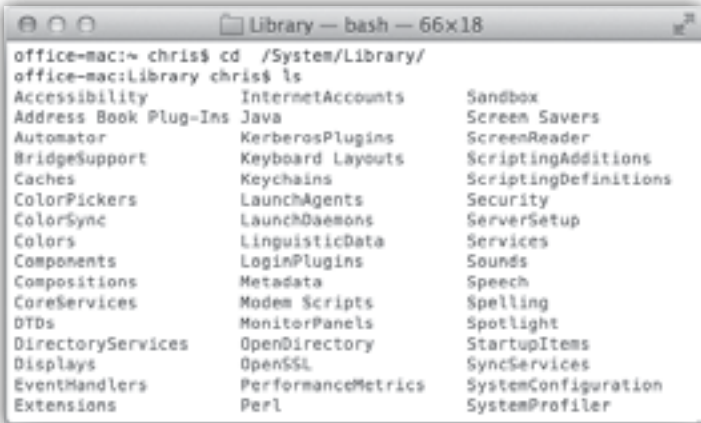 Library — bash — 66×18
office-mac:~ chris$ cd  /System/Library/
office-mac:Library chris$ ls
Accessibility InternetAccounts Sandbox
Address Book Plug-Ins Java Screen Savers
Automator KerberosPlugins ScreenReader
BridgeSupport Keyboard Layouts ScriptingAdditions
Caches Keychains ScriptingDefinitions
ColorPickers LaunchAgents Security
ColorSync LaunchDaemons ServerSetup
Colors LinguisticData Services
Components LoginPlugins Sounds
Compositions Metadata Speech
CoreServices Modem Scripts Spelling
DTDs MonitorPanels Spotlight
DirectoryServices OpenDirectory StartupItems
Displays OpenSSL SyncServices
EventHandlers PerformanceMetrics SystemConfiguration
Extensions Perl SystemProfiler